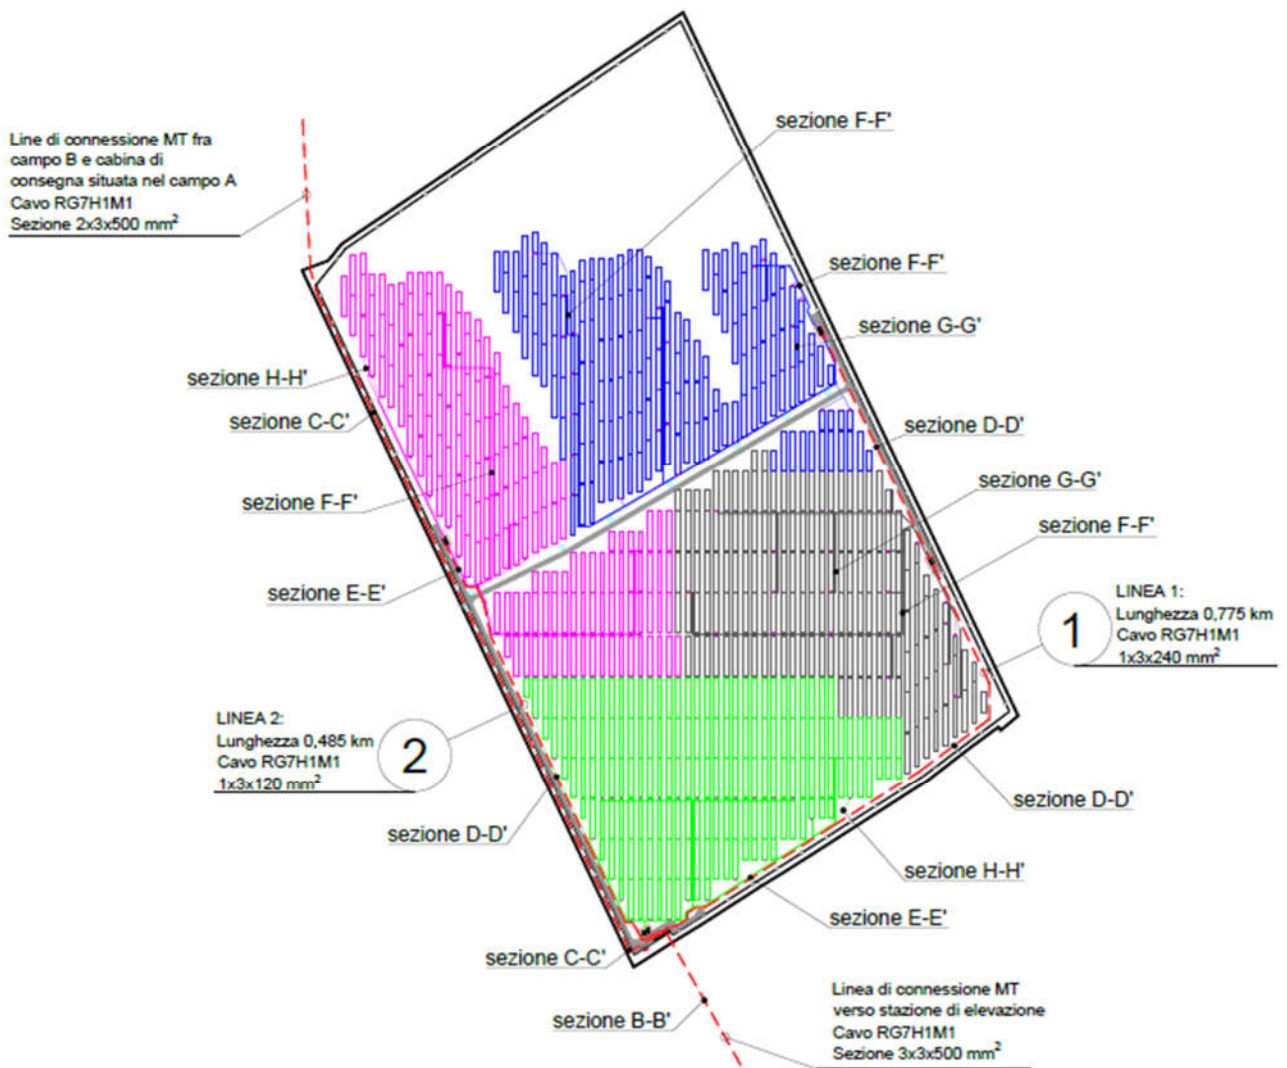 sezione F-F'
Line di connessione MT fra
campo B e cabina di
consegna situata nel campo A
Cavo RG7H1M1
Sezione 2x3x500 mm²
sezione F-F'
sezione G-G'
sezione H-H'
sezione C-C'
sezione D-D'
sezione G-G'
sezione F-F'
sezione F-F'
sezione E-E'
1
LINEA 1:
Lunghezza 0,775 km
Cavo RG7H1M1
1x3x240 mm²
LINEA 2:
Lunghezza 0,485 km
Cavo RG7H1M1
1x3x120 mm²
2
sezione D-D'
sezione D-D'
sezione H-H'
sezione E-E'
sezione C-C'
sezione B-B'
Linea di connessione MT
verso stazione di elevazione
Cavo RG7H1M1
Sezione 3x3x500 mm²